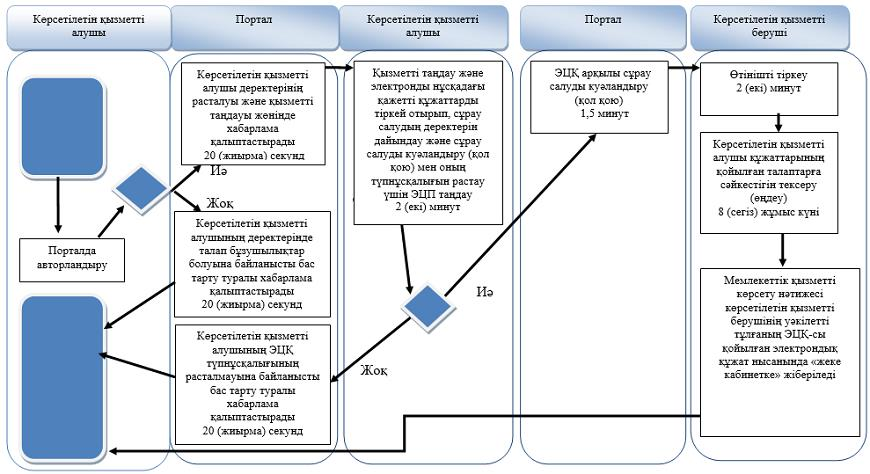 Көрсетілетін қызметті
алушы
Портал
Көрсетілетін қызметті
алушы
Портал
Көрсетілетін қызметті
беруші
Порталда
авторландыру
Көрсетілетін қызметті
алушы деректерінің
расталуы және қызметті
таңдауы жөнінде
хабарлама
қалыптастырады
20 (жиырма) секунд
Иә
Жоқ
Көрсетілетін қызметті
алушының деректерінде
талап бұзушылықтар
болуына байланысты бас
тарту туралы хабарлама
қалыптастырады
20 (жиырма) секунд
Көрсетілетін қызметті
алушының ЭЦҚ
түпнұсқалығының
расталмауына байланысты
бас тарту туралы
хабарлама
қалыптастырады
20 (жиырма) секунд
Қызметті таңдау және
электронды нұсқадағы
қажетті құжаттарды
тіркей отырып, сұрау
салудың деректерін
дайындау және сұрау
салуды куәландыру (қол
қою) мен оның
түпнұсқалығын растау
үшін ЭЦП таңдау
2 (екі) минут
Иә
Жоқ
ЭЦҚ арқылы сұрау
салуды куәландыру
(қол қою)
1,5 минут
Өтінішті тіркеу
2 (екі) минут
Көрсетілетін қызметті
алушы құжаттарының
қойылған талаптарға
сәйкестігін тексеру
(өңдеу)
8 (сегіз) жұмыс күні
Мемлекеттік қызметті
көрсету нәтижесі
көрсетілетін қызметті
берушінің уәкілетті
тұлғаның ЭЦҚ-сы
қойылған электрондық
құжат нысанында «жеке
кабинетке» жіберіледі